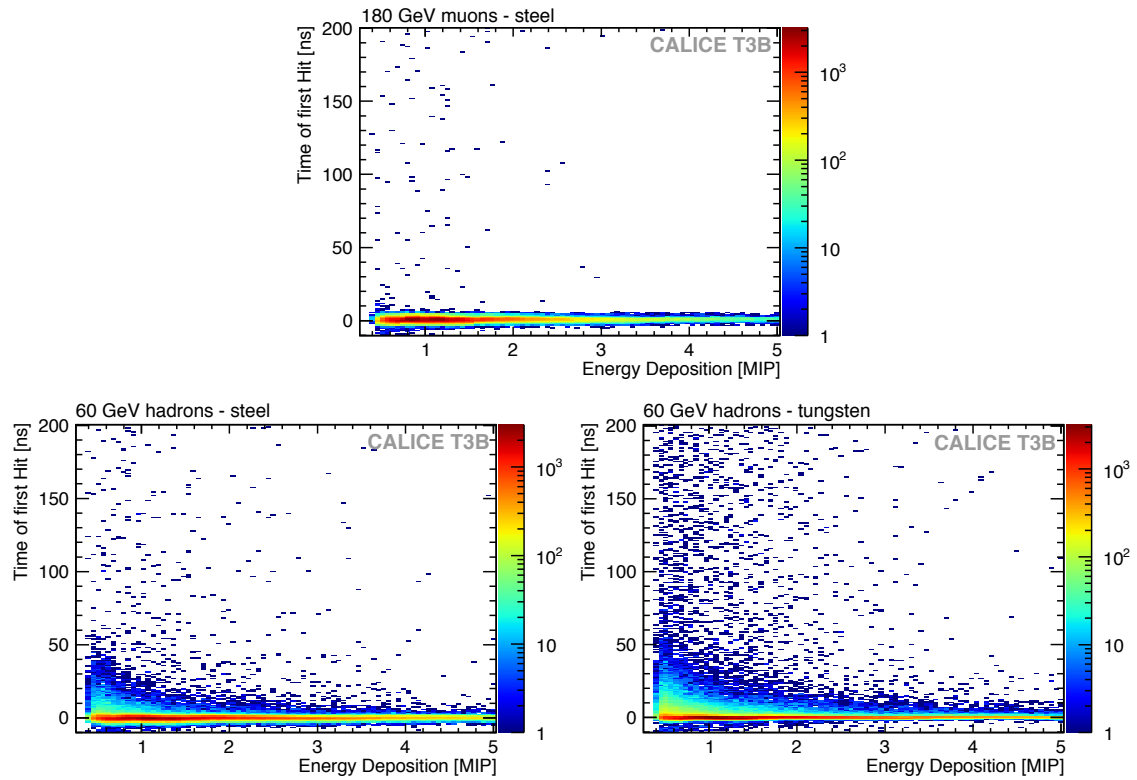 180 GeV muons - steel
CALICE T3B
Time of first Hit [ns]
200
150
100
50
0
1 2 3 4 5
Energy Deposition [MIP]
10³
10²
10
1
60 GeV hadrons - steel
CALICE T3B
Time of first Hit [ns]
200
150
100
50
0
1 2 3 4 5
Energy Deposition [MIP]
10³
10²
10
1
60 GeV hadrons - tungsten
CALICE T3B
Time of first Hit [ns]
200
150
100
50
0
1 2 3 4 5
Energy Deposition [MIP]
10³
10²
10
1